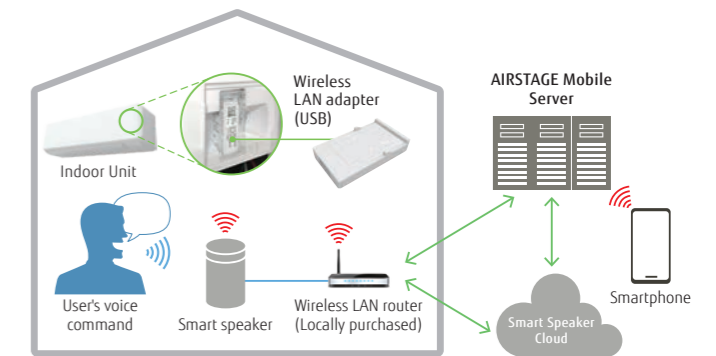 Wireless
LAN adapter
(USB)
AIRSTAGE Mobile
Server
Indoor Unit
User's voice
command
Smart speaker
Wireless LAN router
(Locally purchased)
Smart Speaker
Cloud
Smartphone